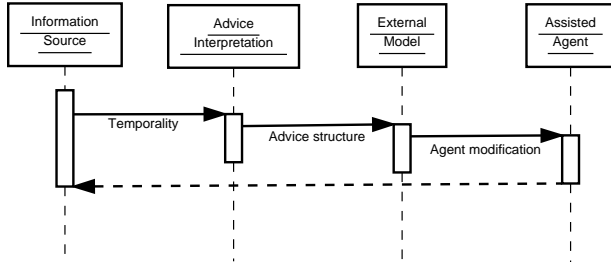 Information
Source
Advice
Interpretation
External
Model
Assisted
Agent
Temporality
Advice structure
Agent modification